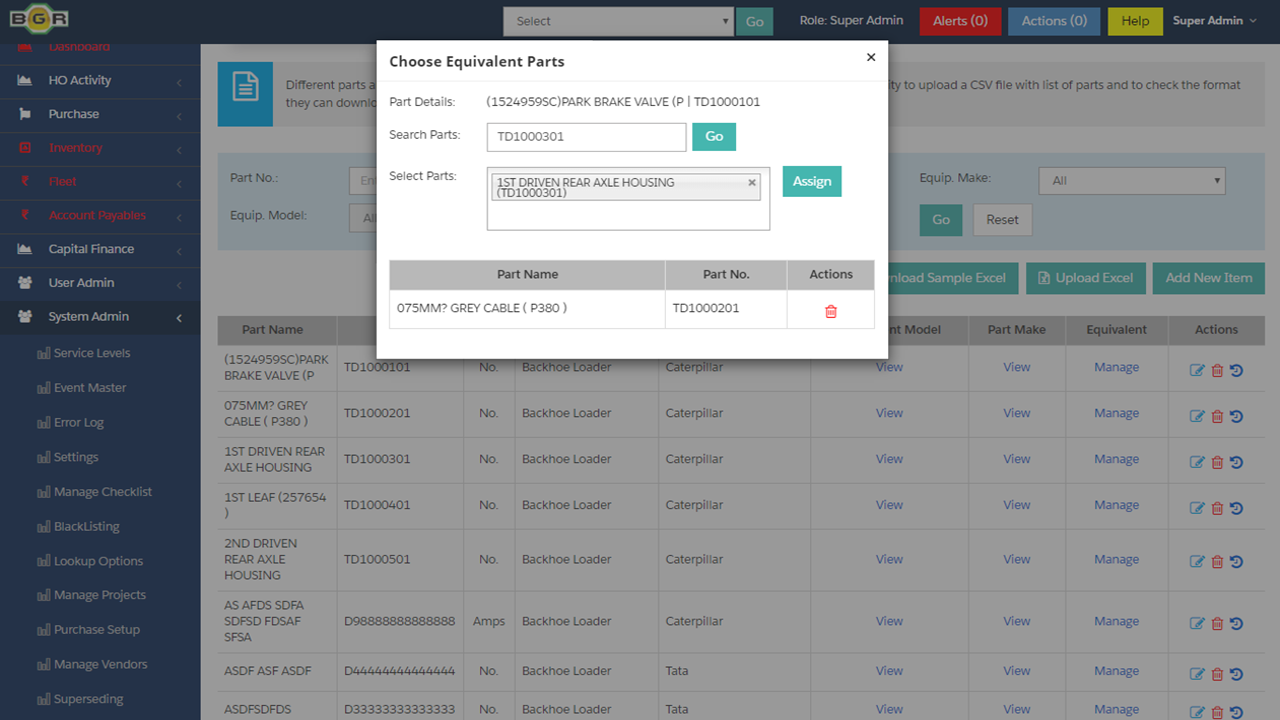 BGR
Select
Go
Role: Super Admin
Alerts (0)
Actions (0)
Help
Super Admin
Dashboard
HO Activity
Purchase
Inventory
Fleet
Account Payables
Capital Finance
User Admin
System Admin
Service Levels
Event Master
Error Log
Settings
Manage Checklist
BlackListing
Lookup Options
Manage Projects
Purchase Setup
Manage Vendors
Superseding
Different parts a
ty to upload a CSV file with list of parts and to check the format
they can downlo
Part No.:
En
Equip. Make:
All
Equip. Model:
All
Go
Reset
nload Sample Excel
Upload Excel
Add New Item
Choose Equivalent Parts
×
Part Details: (1524959SC)PARK BRAKE VALVE (P | TD1000101
Search Parts: TD1000301 Go
Select Parts:
1ST DRIVEN REAR AXLE HOUSING
(TD1000301)
×
Assign
Part Name Part No. Actions
075MM? GREY CABLE ( P380 ) TD1000201
Part Name nt Model Part Make Equivalent Actions
(1524959SC)PARK
BRAKE VALVE (P
TD1000101 No. Backhoe Loader Caterpillar View View Manage
075MM? GREY
CABLE ( P380 )
TD1000201 No. Backhoe Loader Caterpillar View View Manage
1ST DRIVEN REAR
AXLE HOUSING
TD1000301 No. Backhoe Loader Caterpillar View View Manage
1ST LEAF (257654
)
TD1000401 No. Backhoe Loader Caterpillar View View Manage
2ND DRIVEN
REAR AXLE
HOUSING
TD1000501 No. Backhoe Loader Caterpillar View View Manage
AS AFDS SDFA
SDFSD FDSAF
SFSA
D98888888888888 Amps Backhoe Loader Caterpillar View View Manage
ASDF ASF ASDF D44444444444444 No. Backhoe Loader Tata View View Manage
ASDFSDFDS D33333333333333 No. Backhoe Loader Tata View View Manage